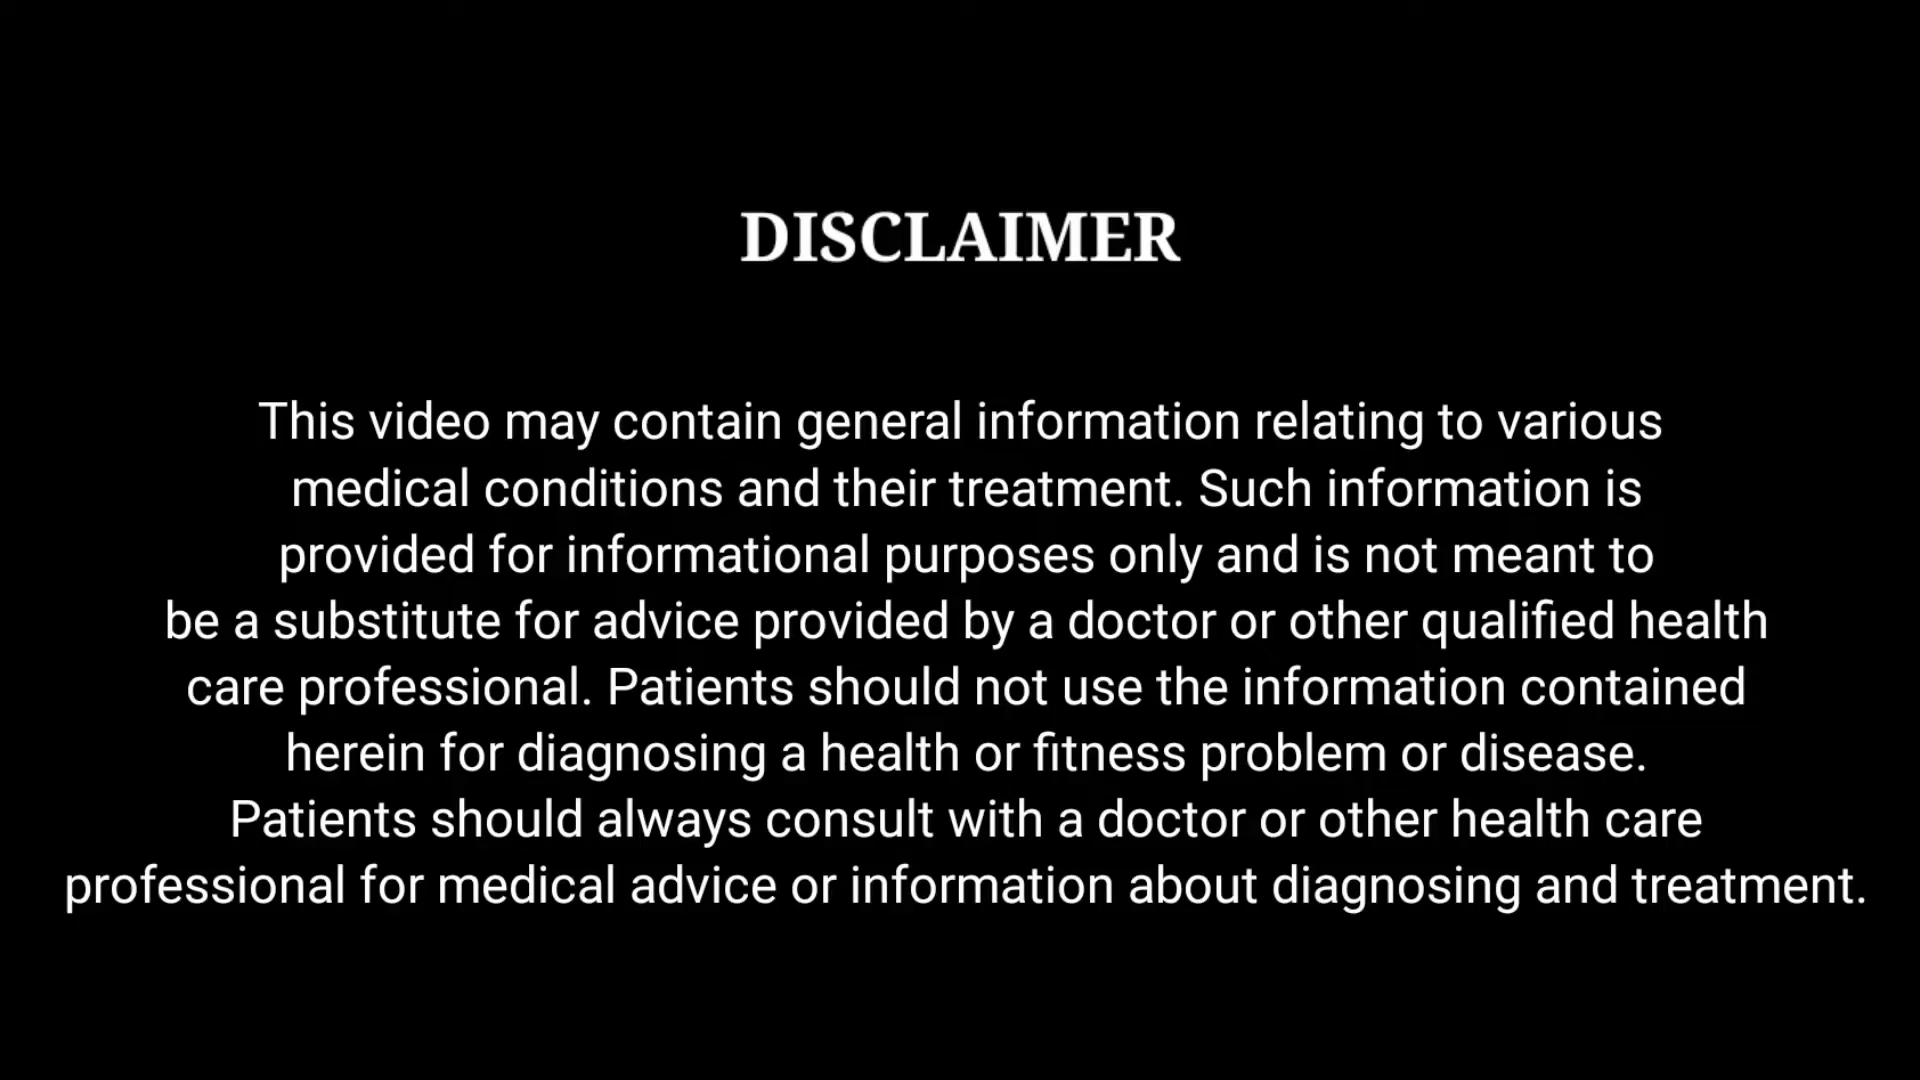 DISCLAIMER
This video may contain general information relating to various
medical conditions and their treatment. Such information is
provided for informational purposes only and is not meant to
be a substitute for advice provided by a doctor or other qualified health
care professional. Patients should not use the information contained
herein for diagnosing a health or fitness problem or disease.
Patients should always consult with a doctor or other health care
professional for medical advice or information about diagnosing and treatment.